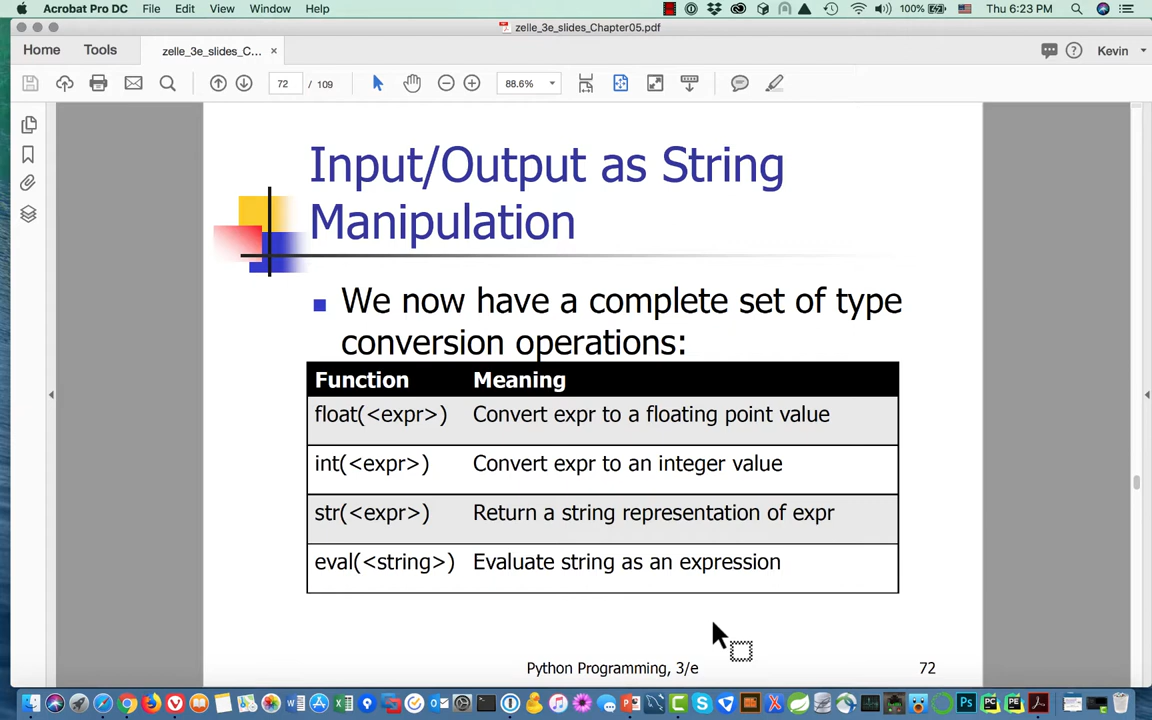 Acrobat Pro DC File Edit View Window Help 100% Thu 6:23 PM
zelle_3e_slides_Chapter05.pdf
Home Tools zelle_3e_slides_C... × Kevin
72 / 109 88.6%
Input/Output as String
Manipulation
We now have a complete set of type
conversion operations:
Function Meaning
float(<expr>) Convert expr to a floating point value
int(<expr>) Convert expr to an integer value
str(<expr>) Return a string representation of expr
eval(<string>) Evaluate string as an expression
Python Programming, 3/e 72